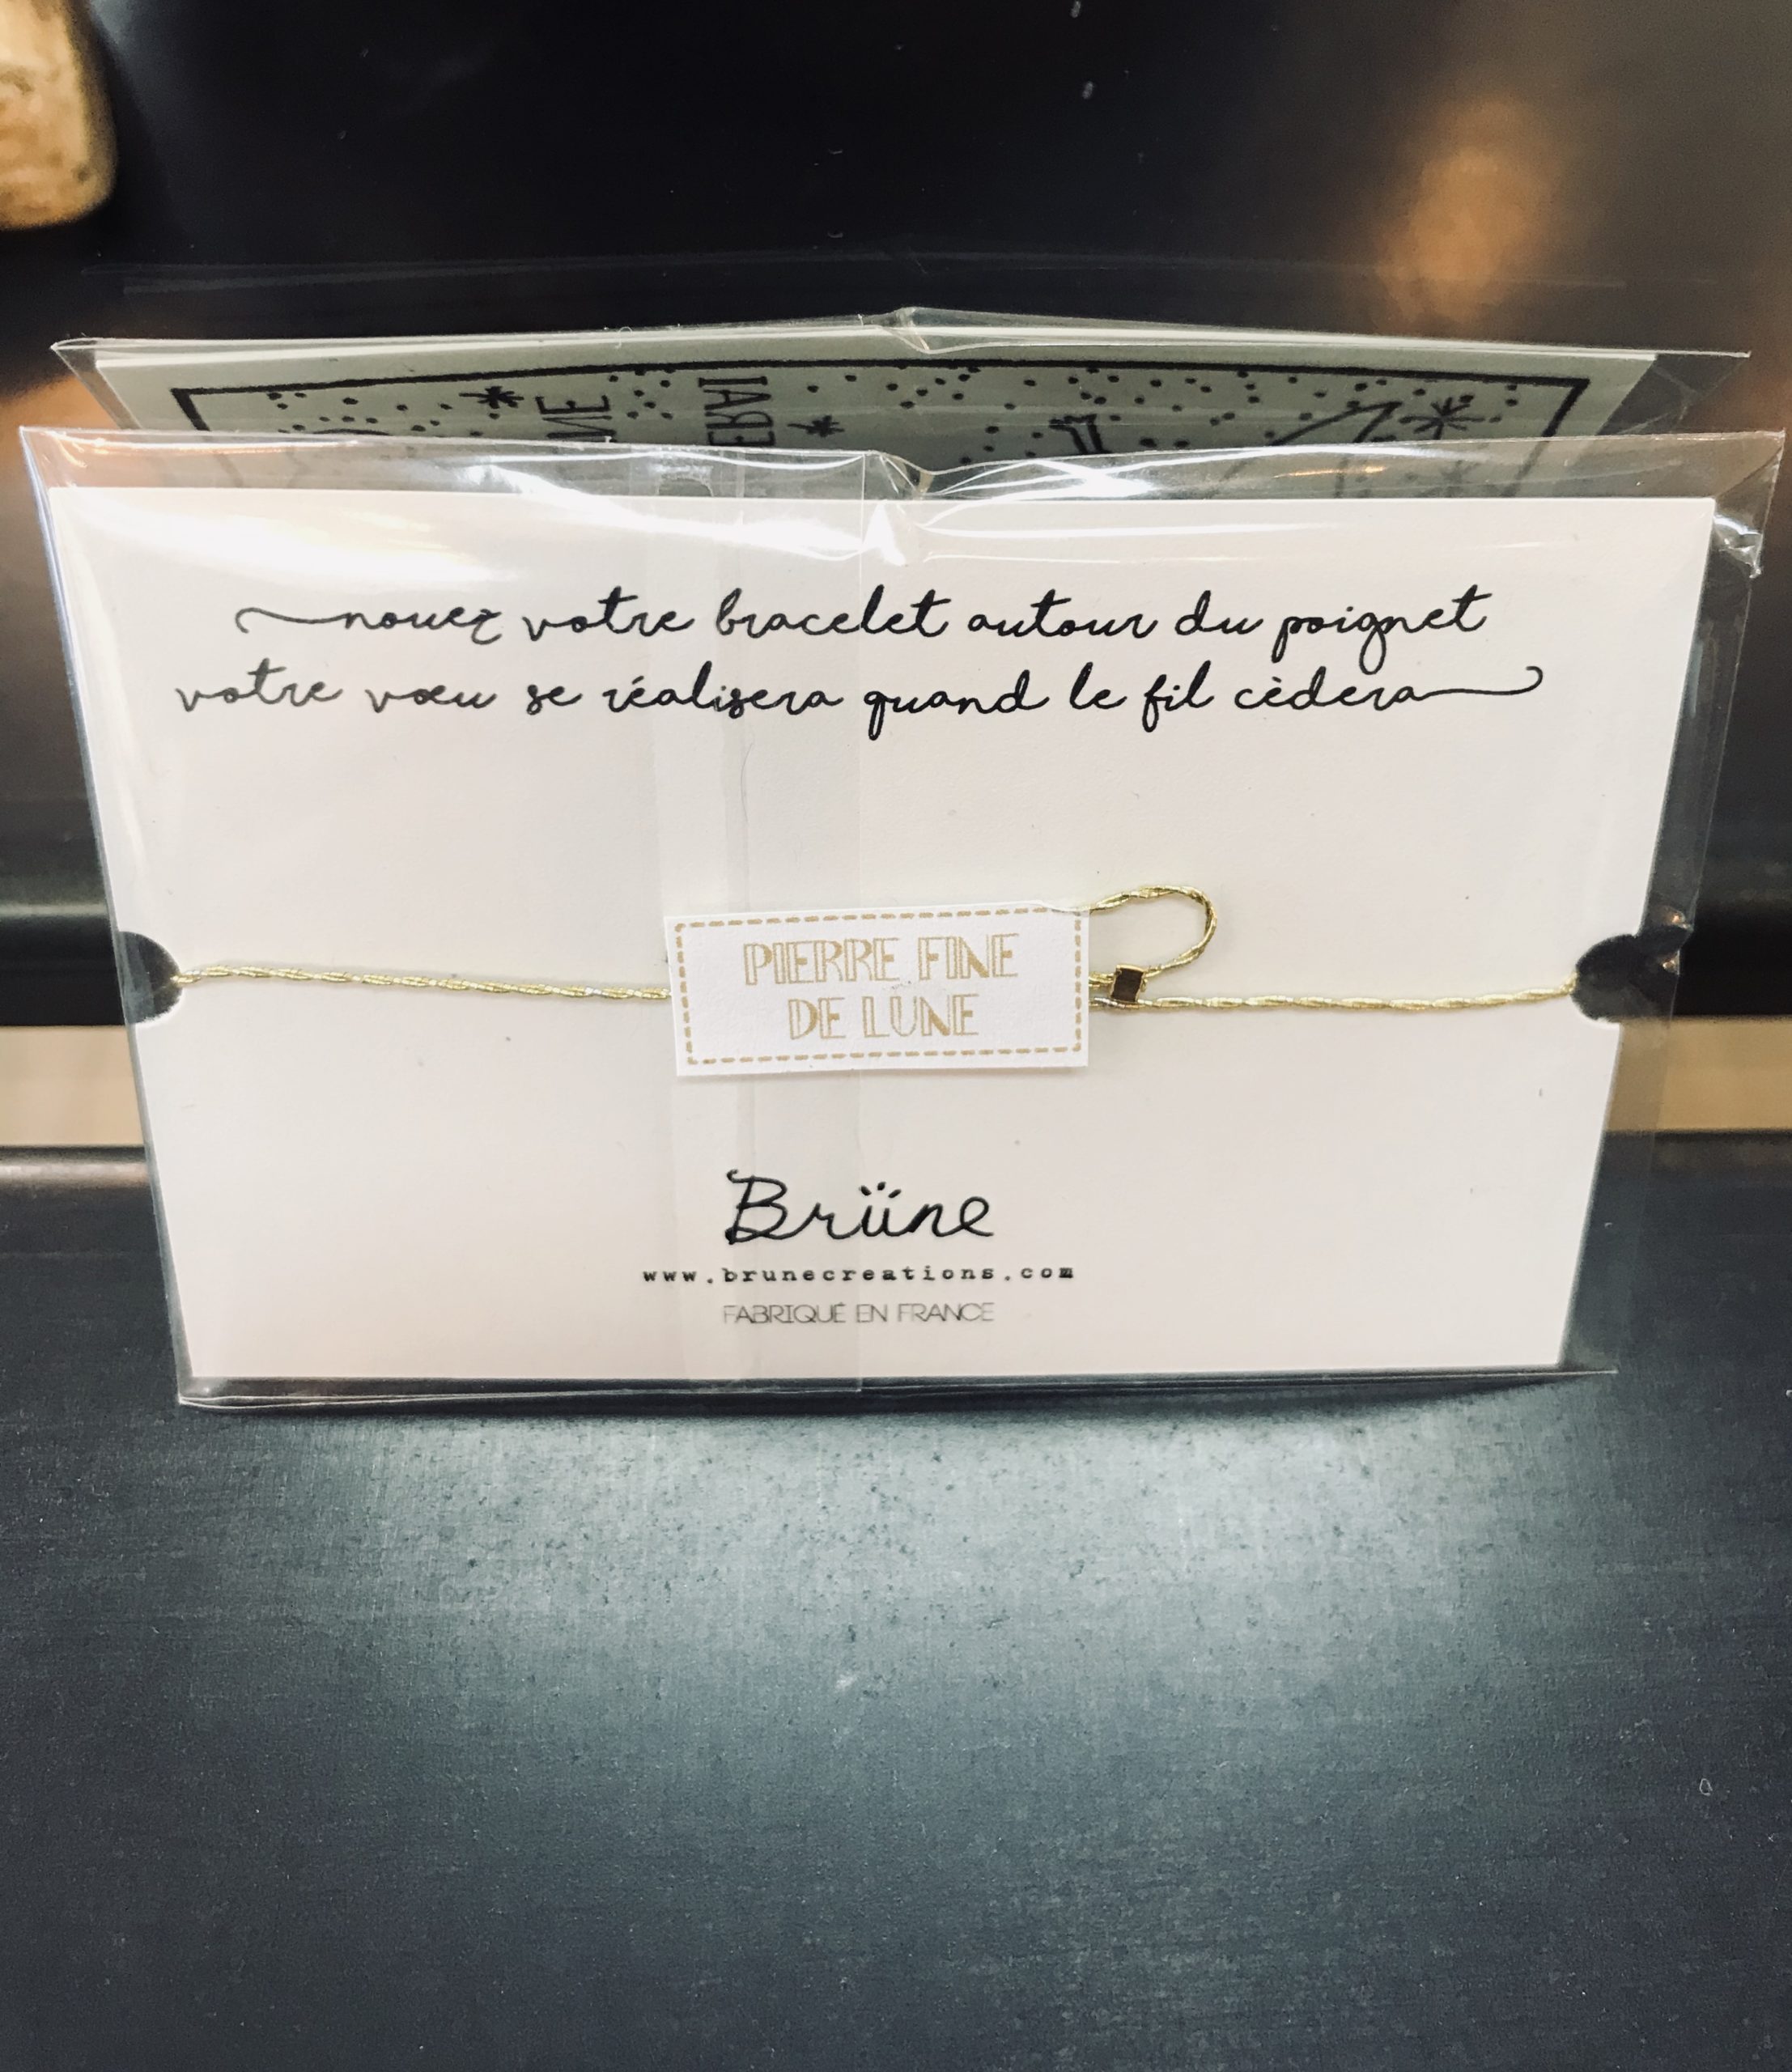 nouez votre bracelet autour du poignet
votre vœu se réalisera quand le fil cèdera
PIERRE FINE
DE LUNE
Brüne
www.brunecreations.com
FABRIQUÉ EN FRANCE